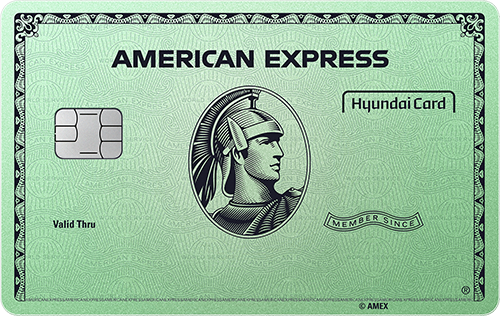 AMERICAN EXPRESS
Hyundai Card
Valid Thru
MEMBER SINCE
®
© AMEX